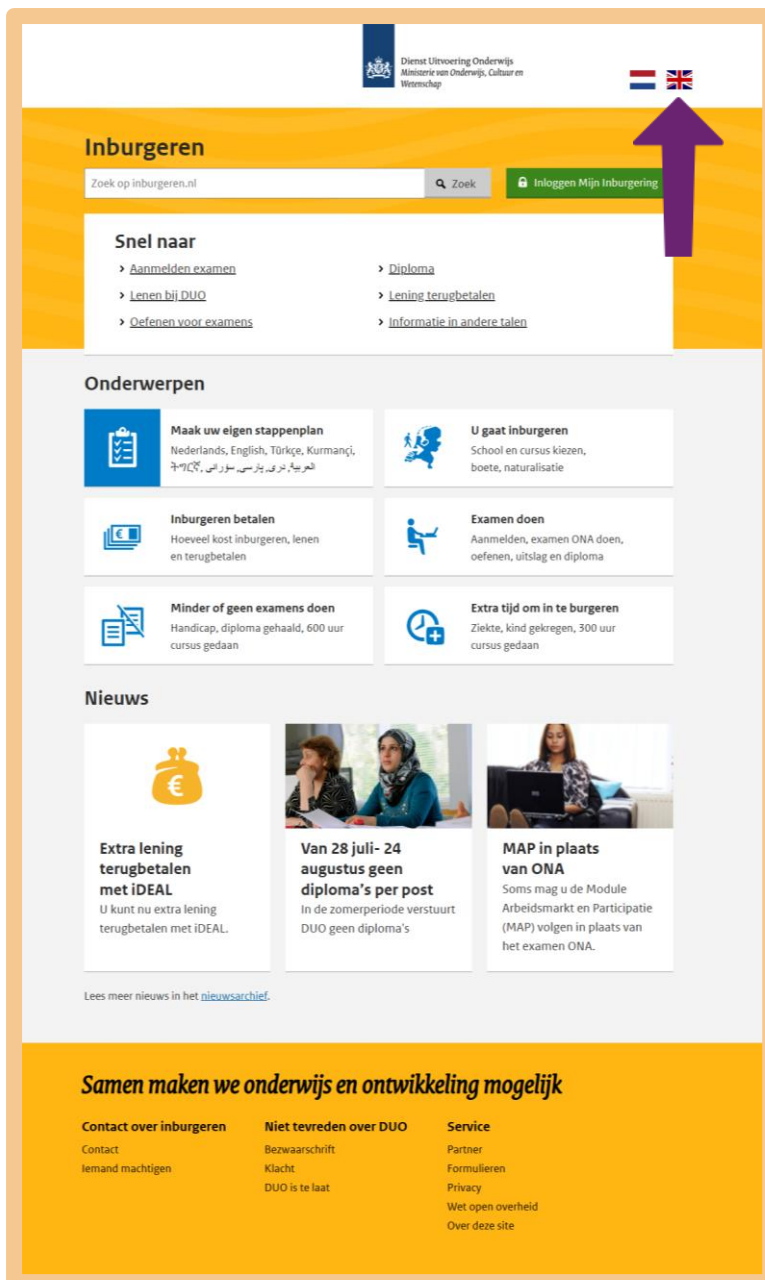 Dienst Uitvoering Onderwijs
Ministerie van Onderwijs, Cultuur en
Wetenschap
Inburgeren
Zoek op inburgeren.nl
Zoek
Inloggen Mijn Inburgering
Snel naar
Aanmelden examen
Diploma
Lenen bij DUO
Lening terugbetalen
Oefenen voor examens
Informatie in andere talen
Onderwerpen
Maak uw eigen stappenplan
Nederlands, English, Türkçe, Kurmançi,
ትግርኛ, العربية, دری, پارسی, سۆرانی
U gaat inburgeren
School en cursus kiezen,
boete, naturalisatie
Inburgeren betalen
Hoeveel kost inburgeren, lenen
en terugbetalen
Examen doen
Aanmelden, examen ONA doen,
oefenen, uitslag en diploma
Minder of geen examens doen
Handicap, diploma gehaald, 600 uur
cursus gedaan
Extra tijd om in te burgeren
Ziekte, kind gekregen, 300 uur
cursus gedaan
Nieuws
Extra lening
terugbetalen
met iDEAL
U kunt nu extra lening
terugbetalen met iDEAL.
Van 28 juli- 24
augustus geen
diploma's per post
In de zomerperiode verstuurt
DUO geen diploma's
MAP in plaats
van ONA
Soms mag u de Module
Arbeidsmarkt en Participatie
(MAP) volgen in plaats van
het examen ONA.
Lees meer nieuws in het nieuwsarchief.
Samen maken we onderwijs en ontwikkeling mogelijk
Contact over inburgeren
Contact
Iemand machtigen
Niet tevreden over DUO
Bezwaarschrift
Klacht
DUO is te laat
Service
Partner
Formulieren
Privacy
Wet open overheid
Over deze site